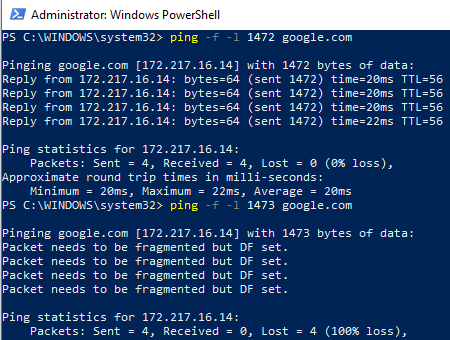 Administrator: Windows PowerShell
PS C:\WINDOWS\system32> ping -f -l 1472 google.com
Pinging google.com [172.217.16.14] with 1472 bytes of data:
Reply from 172.217.16.14: bytes=64 (sent 1472) time=20ms TTL=56
Reply from 172.217.16.14: bytes=64 (sent 1472) time=20ms TTL=56
Reply from 172.217.16.14: bytes=64 (sent 1472) time=20ms TTL=56
Reply from 172.217.16.14: bytes=64 (sent 1472) time=22ms TTL=56
Ping statistics for 172.217.16.14:
    Packets: Sent = 4, Received = 4, Lost = 0 (0% loss),
Approximate round trip times in milli-seconds:
    Minimum = 20ms, Maximum = 22ms, Average = 20ms
PS C:\WINDOWS\system32> ping -f -l 1473 google.com
Pinging google.com [172.217.16.14] with 1473 bytes of data:
Packet needs to be fragmented but DF set.
Packet needs to be fragmented but DF set.
Packet needs to be fragmented but DF set.
Packet needs to be fragmented but DF set.
Ping statistics for 172.217.16.14:
    Packets: Sent = 4, Received = 0, Lost = 4 (100% loss),